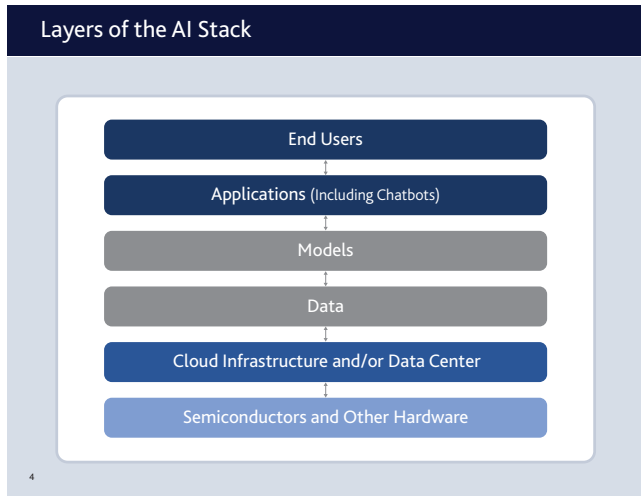 Layers of the AI Stack
End Users
Applications (Including Chatbots)
Models
Data
Cloud Infrastructure and/or Data Center
Semiconductors and Other Hardware
4